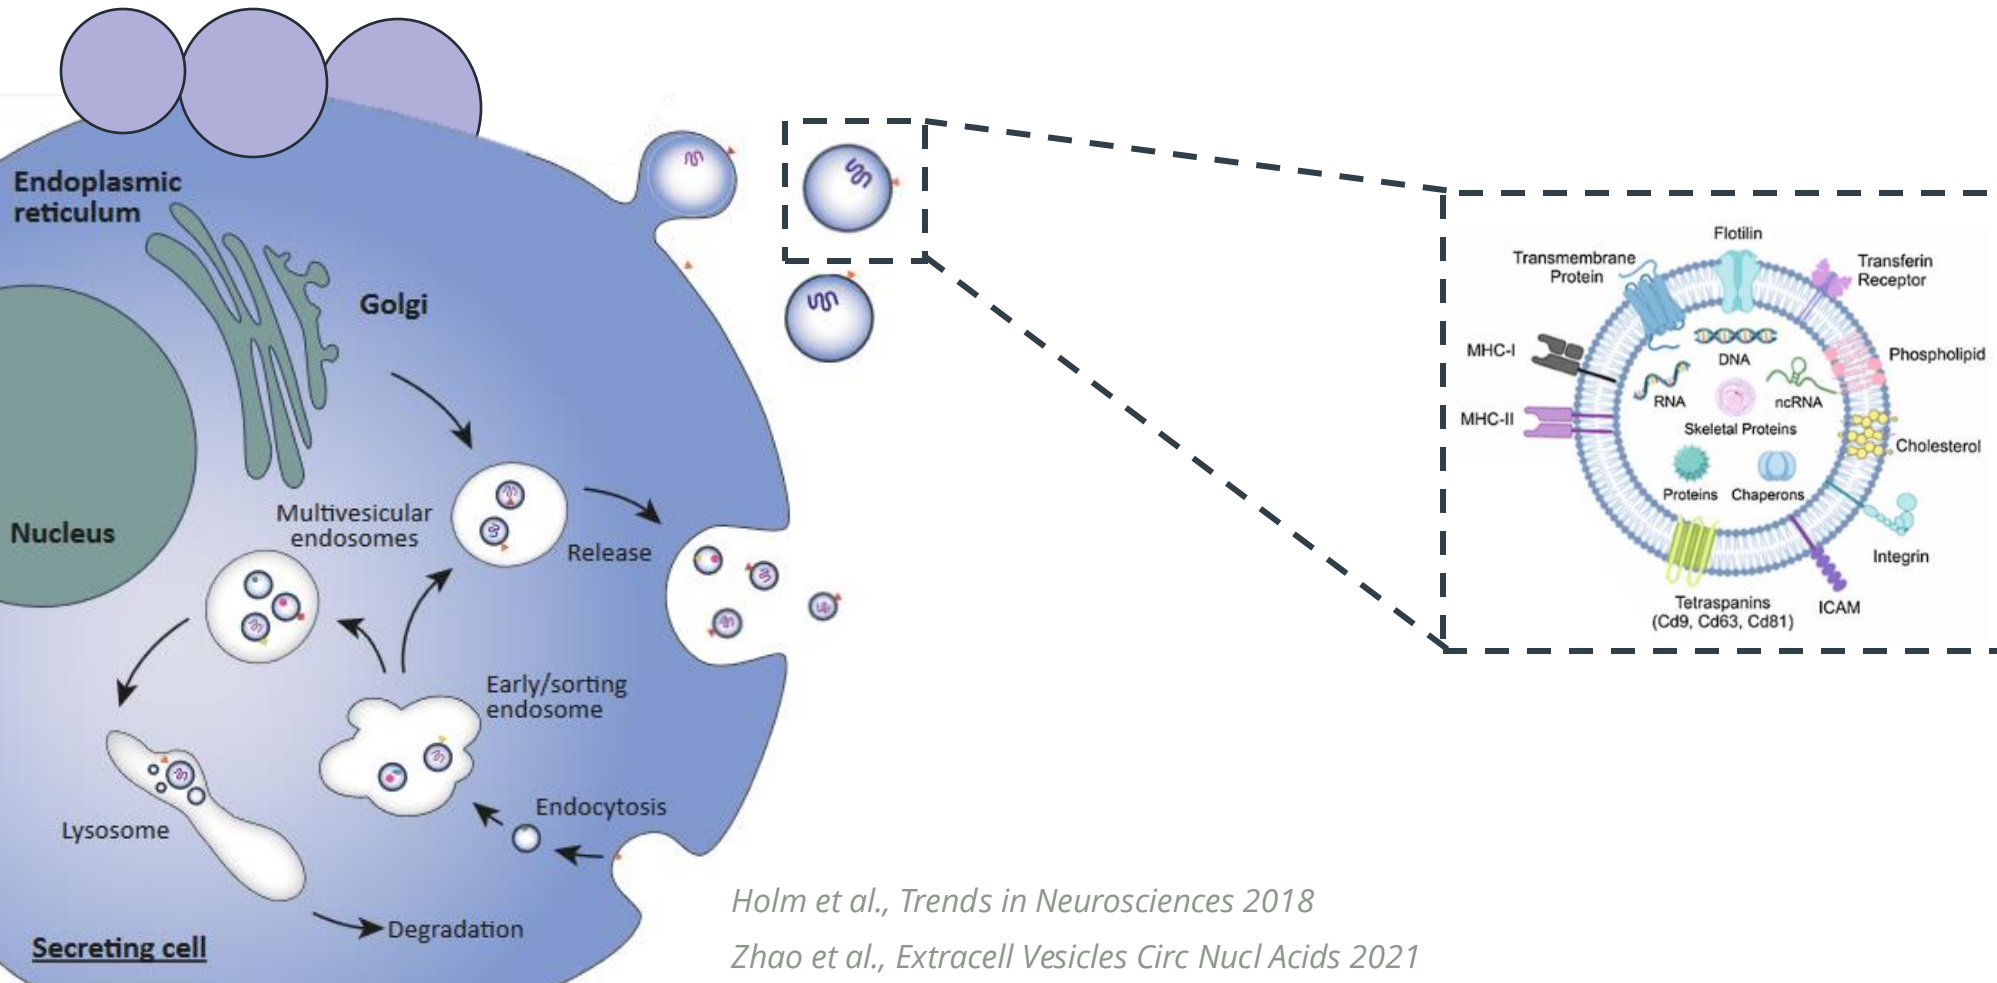 Endoplasmic
reticulum
Golgi
Nucleus
Multivesicular
endosomes
Release
Early/sorting
endosome
Endocytosis
Lysosome
Degradation
Secreting cell
Flotilin
Transmembrane
Protein
Transferin
Receptor
MHC-I
DNA
Phospholipid
RNA
ncRNA
MHC-II
Skeletal Proteins
Cholesterol
Proteins
Chaperons
Integrin
Tetraspanins
(Cd9, Cd63, Cd81)
ICAM
Holm et al., Trends in Neurosciences 2018
Zhao et al., Extracell Vesicles Circ Nucl Acids 2021